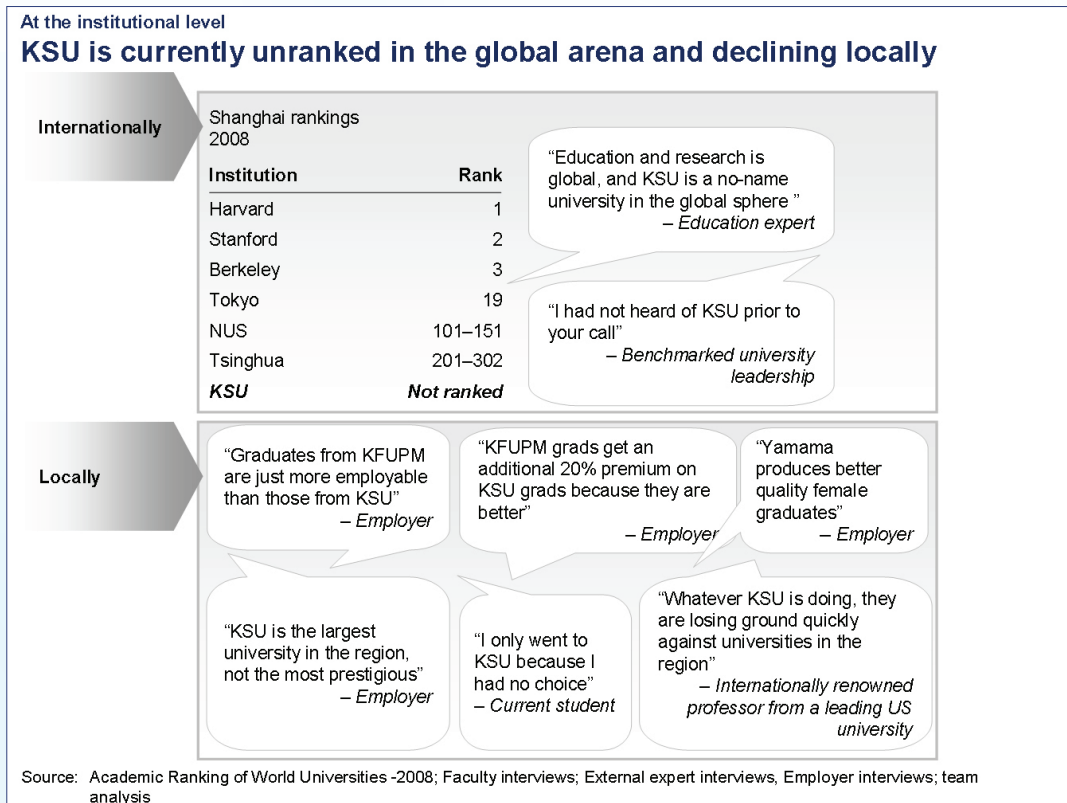 At the institutional level
KSU is currently unranked in the global arena and declining locally
Internationally
Shanghai rankings
2008
Institution Rank
Harvard 1
Stanford 2
Berkeley 3
Tokyo 19
NUS 101–151
Tsinghua 201–302
KSU Not ranked
“Education and research is
global, and KSU is a no-name
university in the global sphere ”
– Education expert
“I had not heard of KSU prior to
your call”
– Benchmarked university
leadership
Locally
“Graduates from KFUPM
are just more employable
than those from KSU”
– Employer
“KFUPM grads get an
additional 20% premium on
KSU grads because they are
better”
– Employer
“Yamama
produces better
quality female
graduates”
– Employer
“KSU is the largest
university in the region,
not the most prestigious”
– Employer
“I only went to
KSU because I
had no choice”
– Current student
“Whatever KSU is doing, they
are losing ground quickly
against universities in the
region”
– Internationally renowned
professor from a leading US
university
Source: Academic Ranking of World Universities -2008; Faculty interviews; External expert interviews, Employer interviews; team
analysis